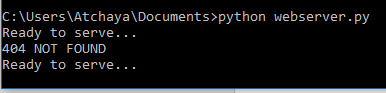 C:\Users\Atchaya\Documents>python webserver.py
Ready to serve...
404 NOT FOUND
Ready to serve...